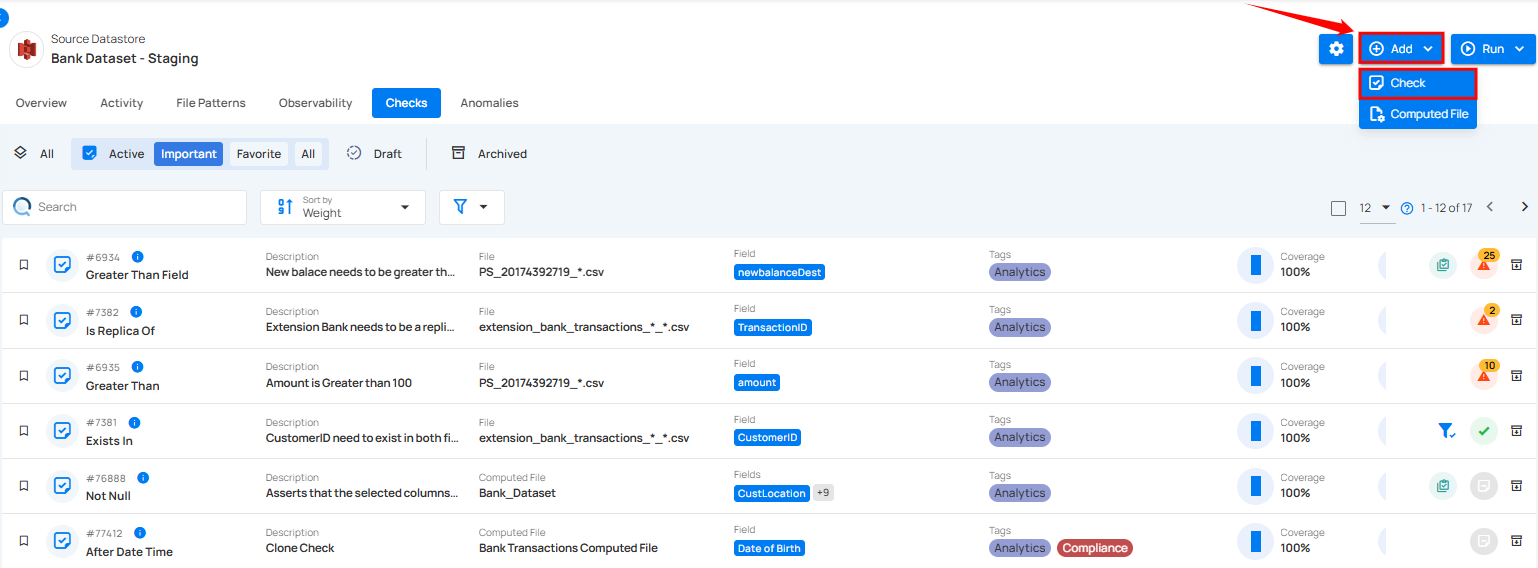 Source Datastore
Bank Dataset - Staging
Add
Run
Check
Computed File
Overview
Activity
File Patterns
Observability
Checks
Anomalies
All
Active
Important
Favorite
All
Draft
Archived
Search
Sort by
Weight
12
1 - 12 of 17
#6934
Greater Than Field
Description
New balace needs to be greater th...
File
PS_20174392719_*.csv
Field
newbalanceDest
Tags
Analytics
Coverage
100%
25
#7382
Is Replica Of
Description
Extension Bank needs to be a repli...
File
extension_bank_transactions_*_*.csv
Field
TransactionID
Tags
Analytics
Coverage
100%
2
#6935
Greater Than
Description
Amount is Greater than 100
File
PS_20174392719_*.csv
Field
amount
Tags
Analytics
Coverage
100%
10
#7381
Exists In
Description
CustomerID need to exist in both fi...
File
extension_bank_transactions_*_*.csv
Field
CustomerID
Tags
Analytics
Coverage
100%
#76888
Not Null
Description
Asserts that the selected columns...
Computed File
Bank_Dataset
Fields
CustLocation
+9
Tags
Analytics
Coverage
100%
#77412
After Date Time
Description
Clone Check
Computed File
Bank Transactions Computed File
Field
Date of Birth
Tags
Analytics
Compliance
Coverage
100%